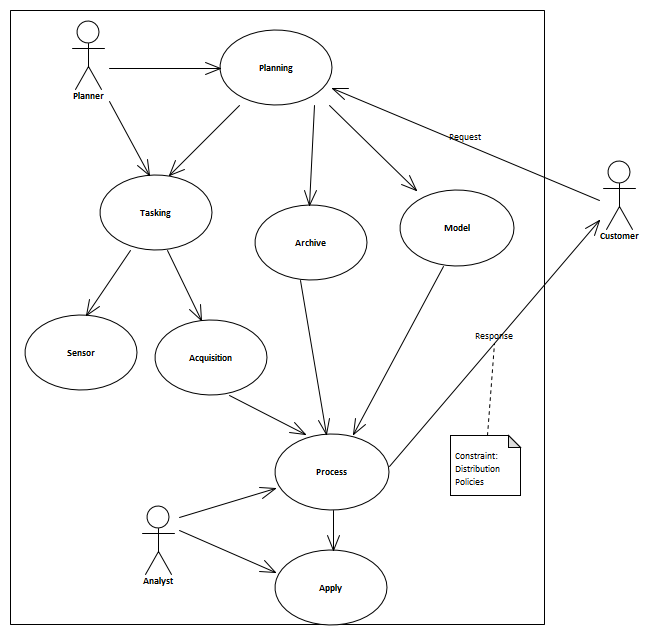 Planning
Planner
Request
Tasking
Archive
Model
Customer
Response
Sensor
Acquisition
Constraint:
Distribution
Policies
Process
Analyst
Apply